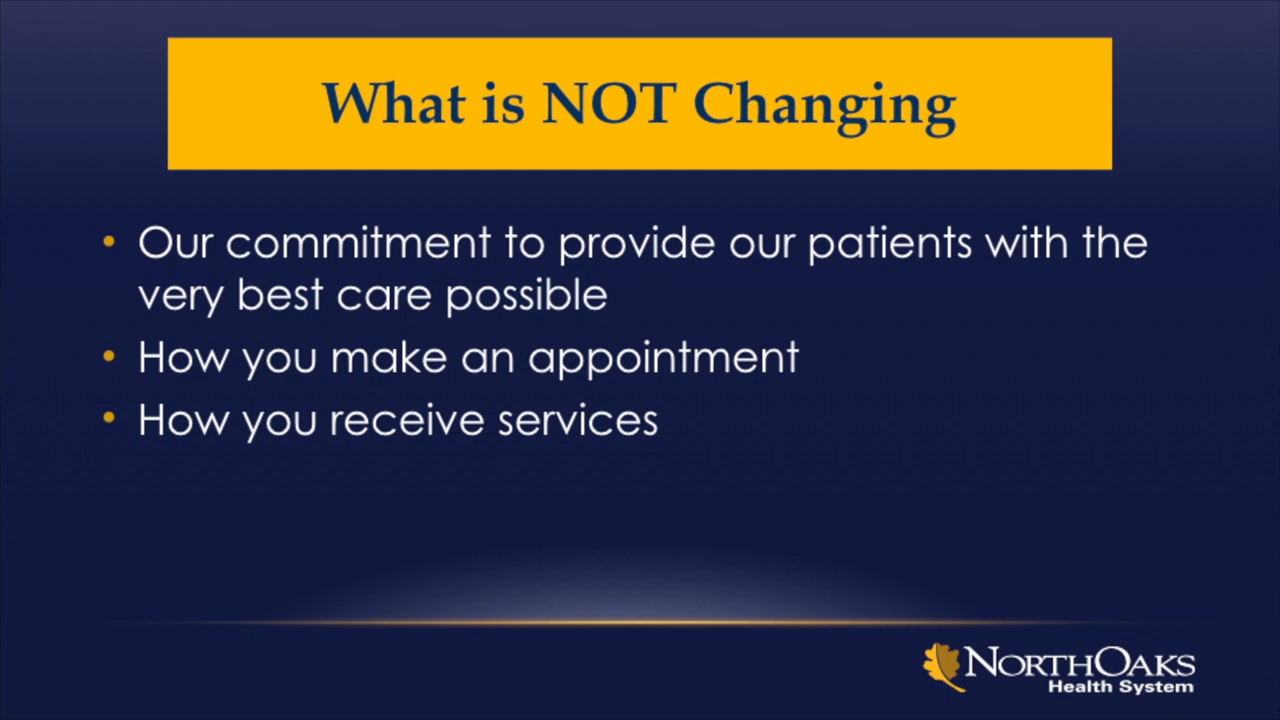 What is NOT Changing
• Our commitment to provide our patients with the
very best care possible
• How you make an appointment
• How you receive services
NORTHOAKS
Health System